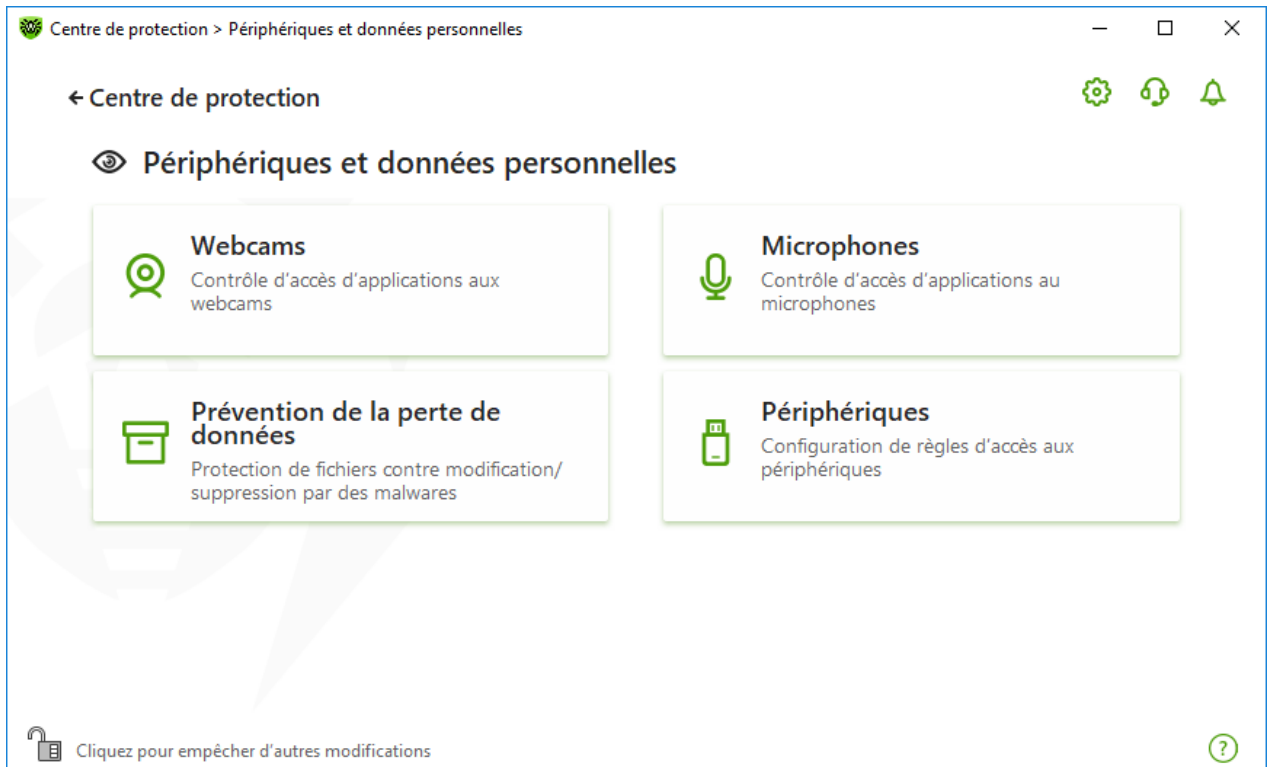 Centre de protection > Périphériques et données personnelles
Centre de protection
Périphériques et données personnelles
Webcams
Contrôle d'accès d'applications aux
webcams
Microphones
Contrôle d'accès d'applications au
microphones
Prévention de la perte de
données
Protection de fichiers contre modification/
suppression par des malwares
Périphériques
Configuration de règles d'accès aux
périphériques
Cliquez pour empêcher d'autres modifications
?